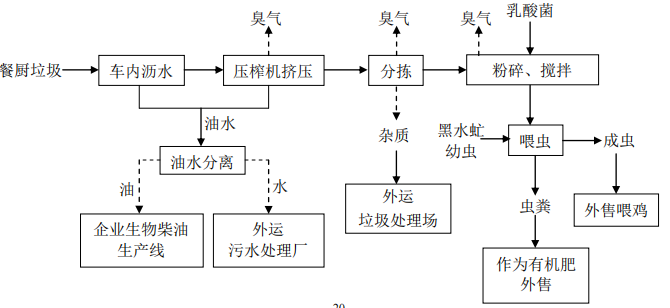 乳酸菌
臭气
臭气
臭气
餐厨垃圾
车内沥水
压榨机挤压
分拣
粉碎、搅拌
油水
杂质
黑水虻
幼虫
喂虫
成虫
油水分离
油
水
外运
垃圾处理场
虫粪
外售喂鸡
企业生物柴油
生产线
外运
污水处理厂
作为有机肥
外售